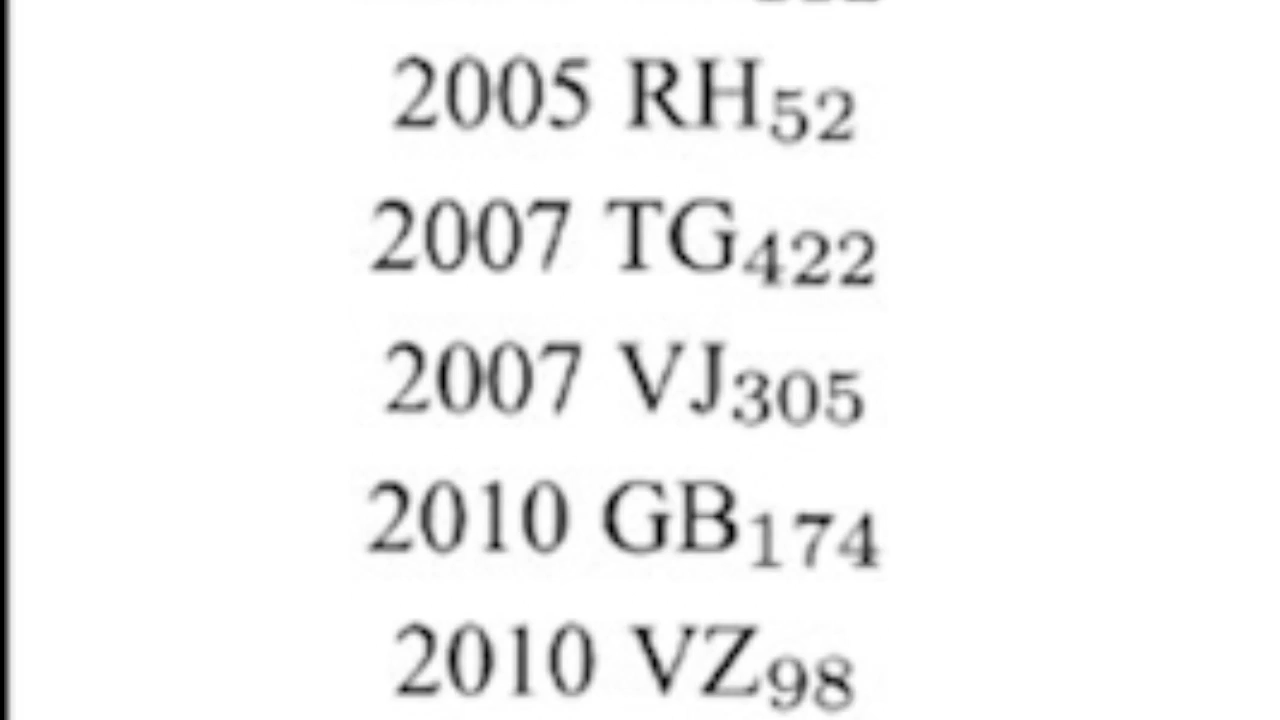 2005 RH₅₂
2007 TG₄₂₂
2007 VJ₃₀₅
2010 GB₁₇₄
2010 VZ₉₈